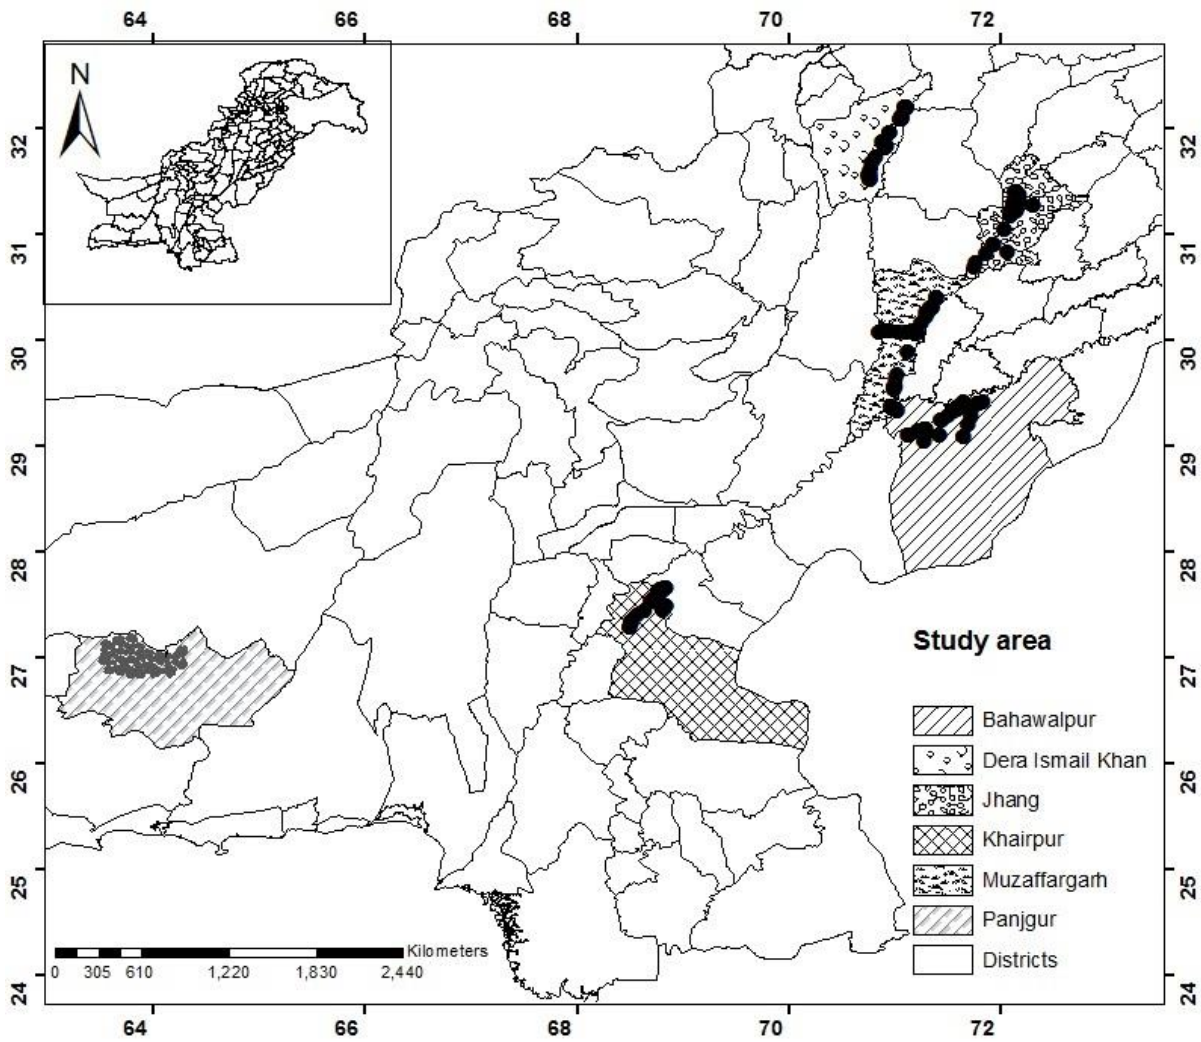 64 66 68 70 72
N
32 32
31 31
30 30
29 29
28 28
27 27
26 26
25 25
24 24
Study area
Bahawalpur
Dera Ismail Khan
Jhang
Khairpur
Muzaffargarh
Panjgur
Districts
Kilometers
0 305 610 1,220 1,830 2,440
64 66 68 70 72